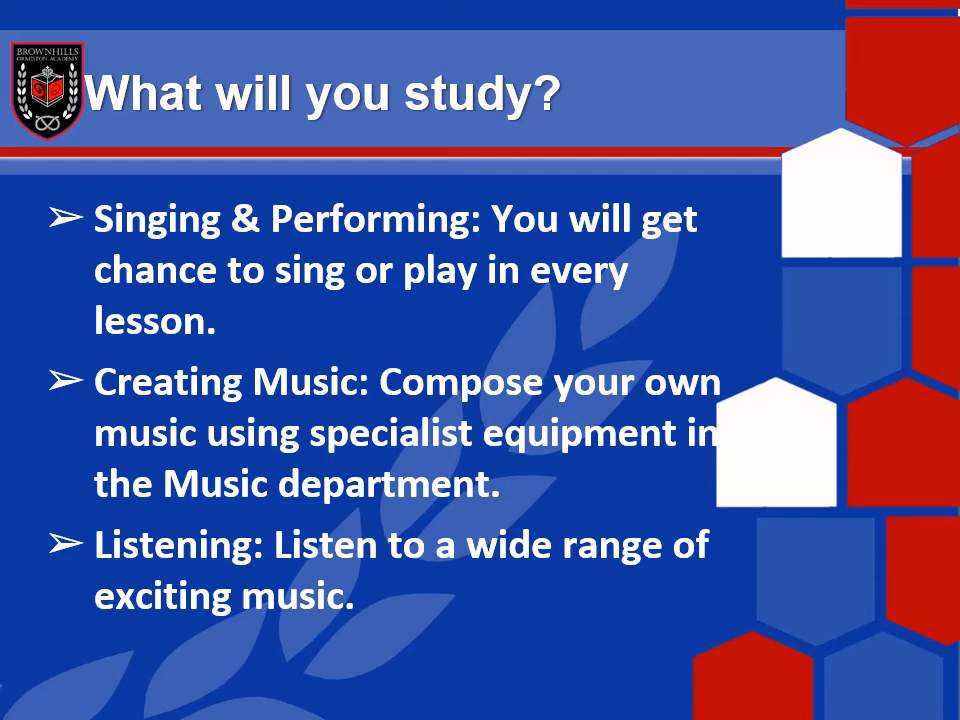 BROWNHILLS
ORMISTON ACADEMY
What will you study?
➢ Singing & Performing: You will get
chance to sing or play in every
lesson.
➢ Creating Music: Compose your own
music using specialist equipment in
the Music department.
➢ Listening: Listen to a wide range of
exciting music.